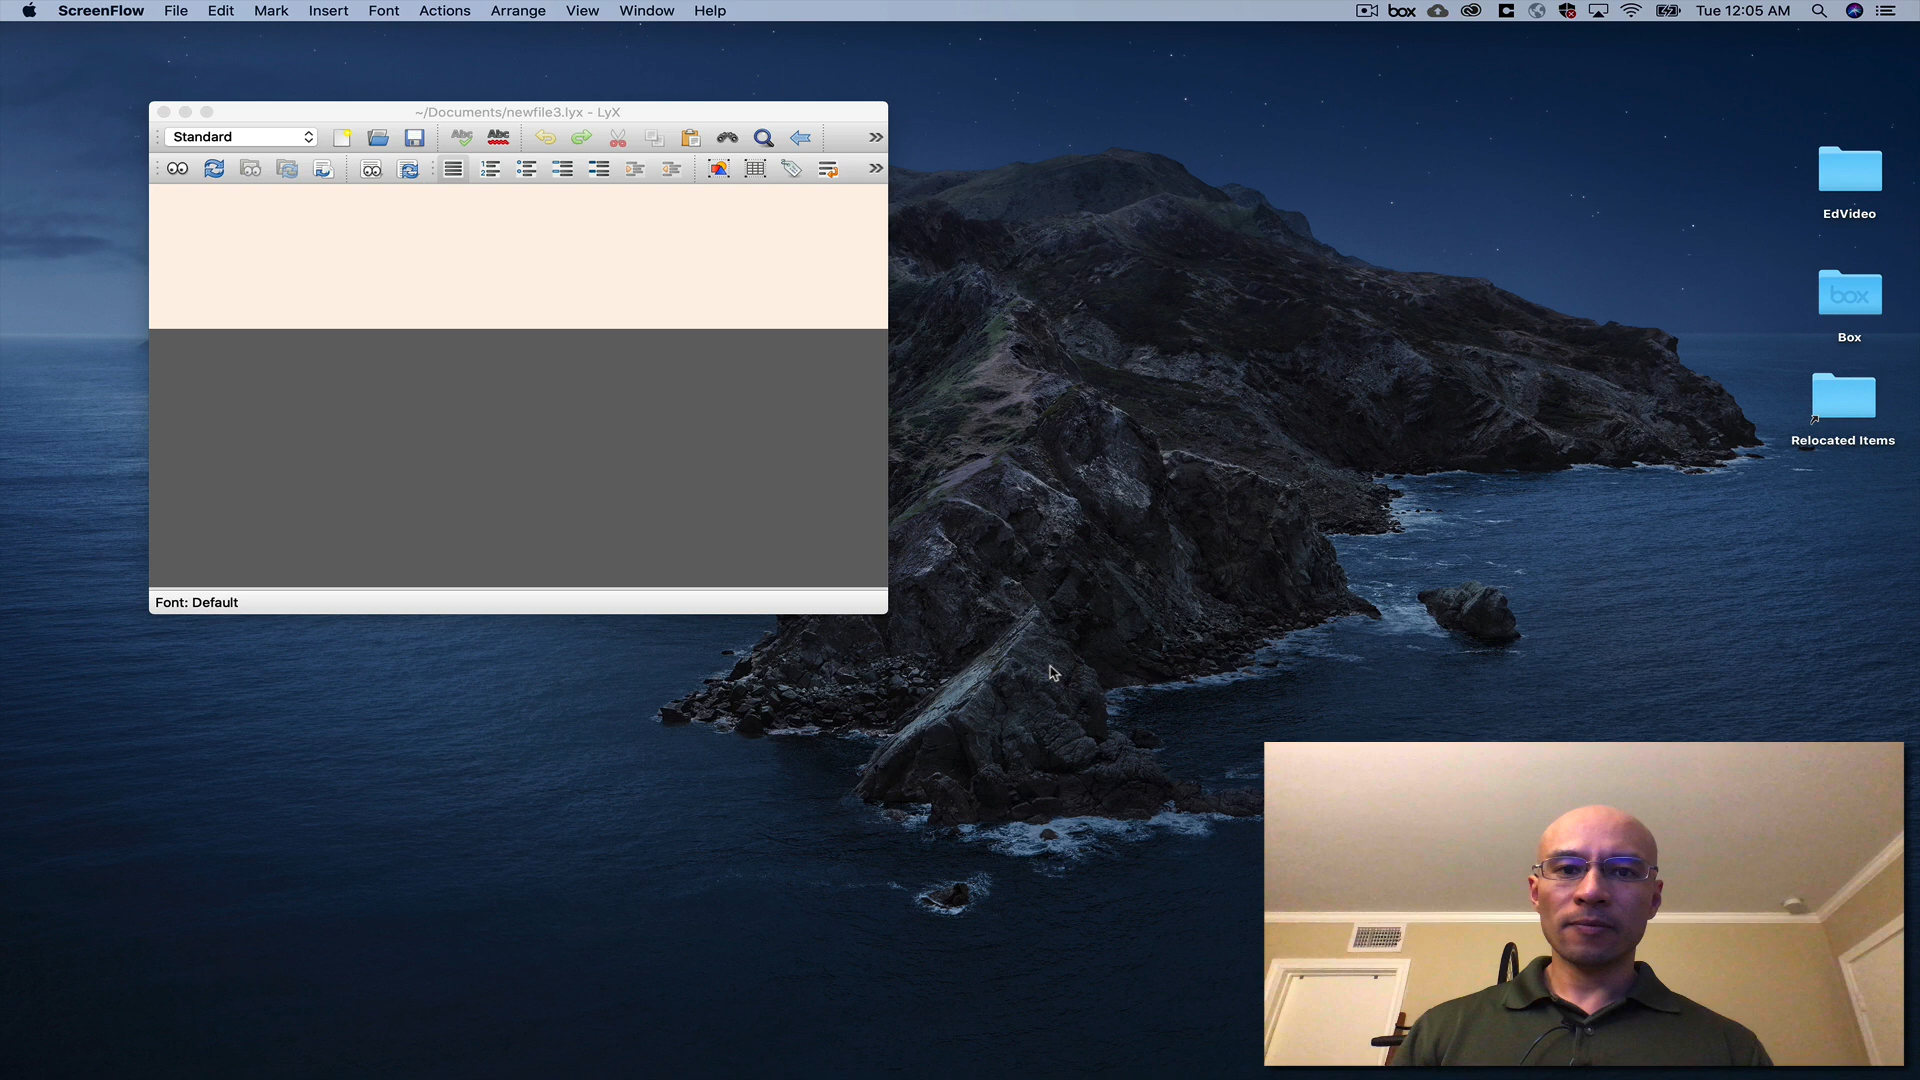 ScreenFlow File Edit Mark Insert Font Actions Arrange View Window Help box Tue 12:05 AM
~/Documents/newfile3.lyx - LyX
Standard Abc Abc
Font: Default
EdVideo
box
Box
Relocated Items